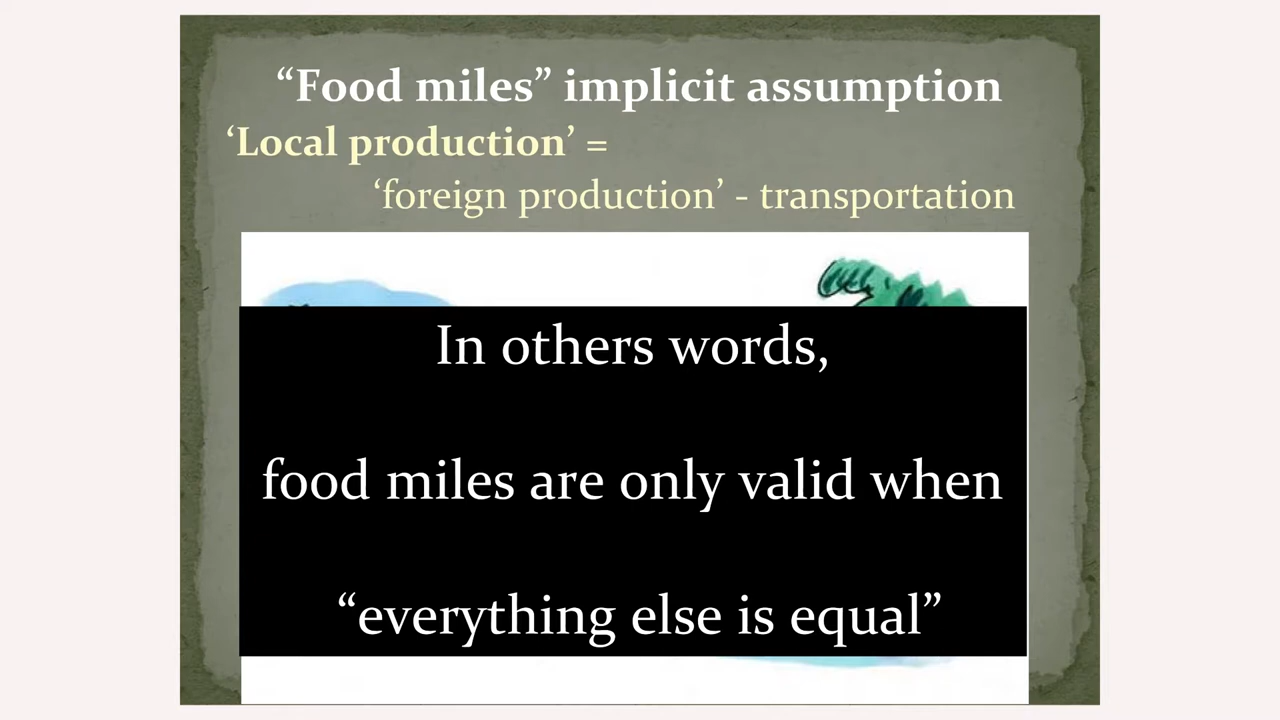 “Food miles” implicit assumption
‘Local production’ =
‘foreign production’ - transportation
In others words,
food miles are only valid when
“everything else is equal”